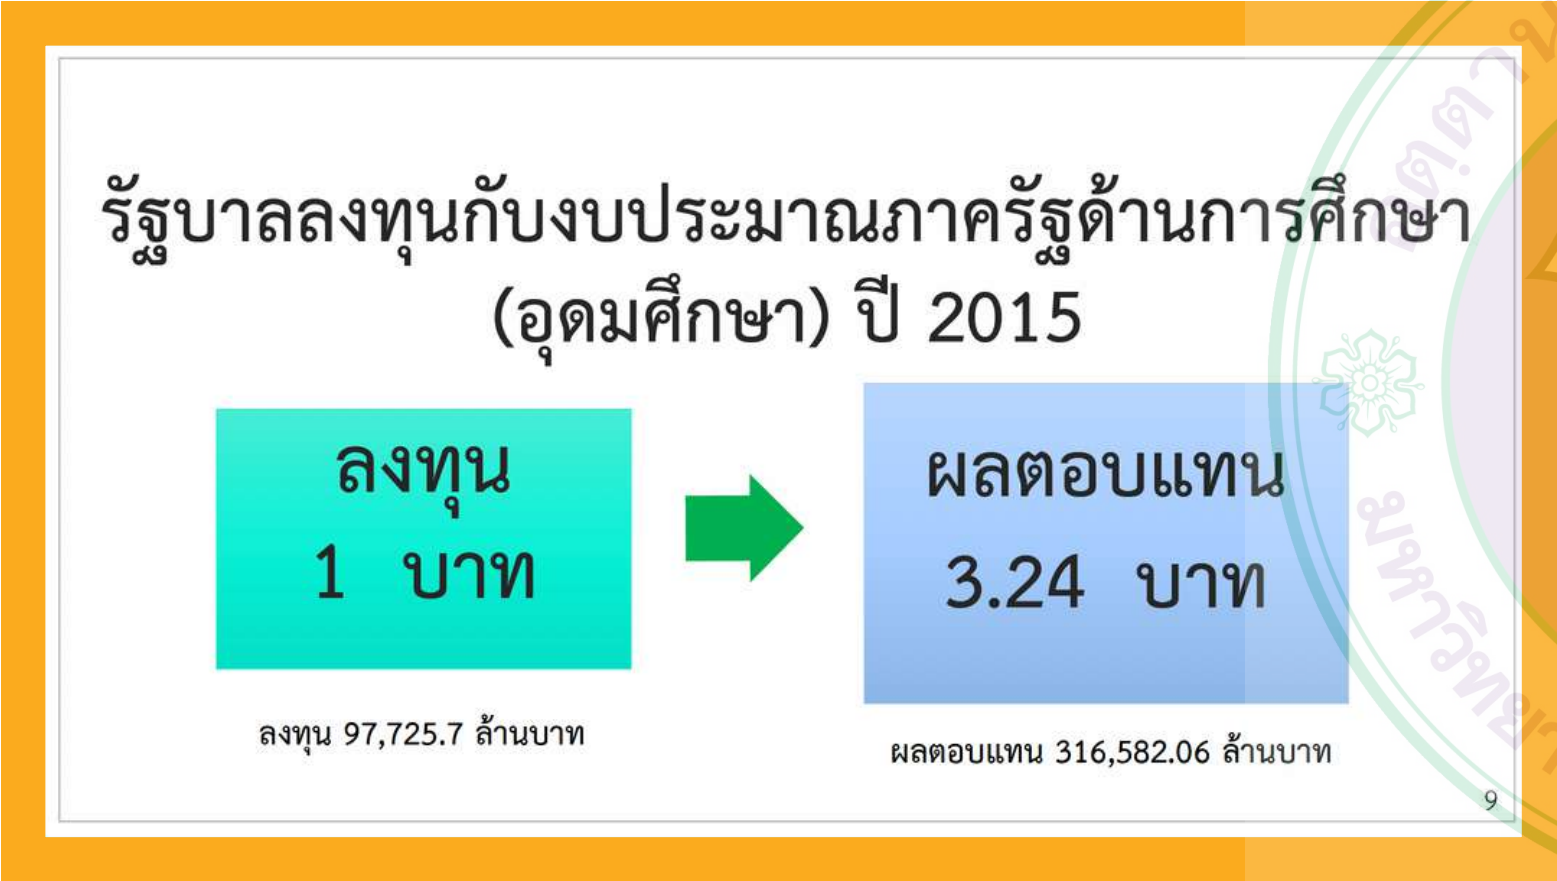 รัฐบาลลงทุนกับงบประมาณภาครัฐด้านการศึกษา
(อุดมศึกษา) ปี 2015
ลงทุน
1 บาท
ผลตอบแทน
3.24 บาท
ลงทุน 97,725.7 ล้านบาท
ผลตอบแทน 316,582.06 ล้านบาท
9